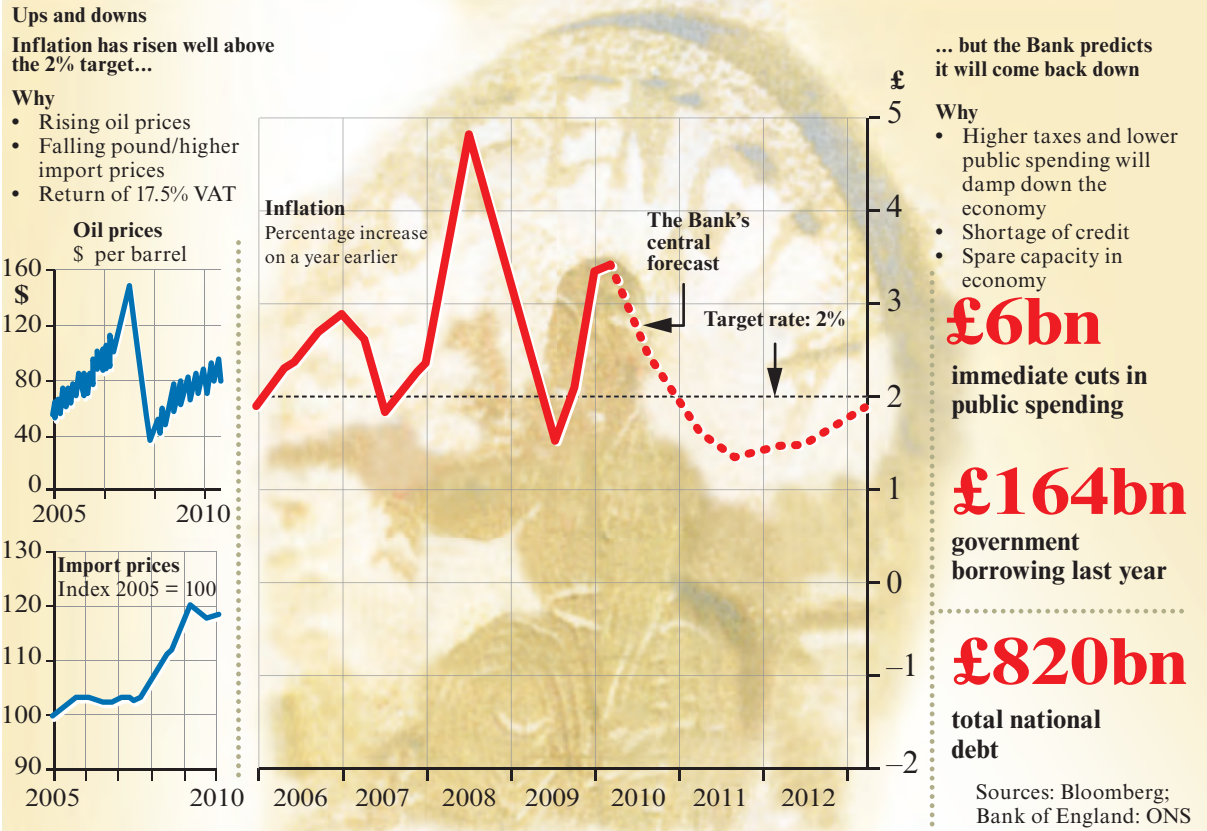 Ups and downs
Inflation has risen well above
the 2% target...
Why
• Rising oil prices
• Falling pound/higher
import prices
• Return of 17.5% VAT
Oil prices
$ per barrel
160
$
120
80
40
0
2005 2010
130
Import prices
Index 2005 = 100
120
110
100
90
2005 2010
Inflation
Percentage increase
on a year earlier
The Bank's
central
forecast
Target rate: 2%
£
5
4
3
2
1
0
–1
–2
2006 2007 2008 2009 2010 2011 2012
... but the Bank predicts
it will come back down
Why
• Higher taxes and lower
public spending will
damp down the
economy
• Shortage of credit
• Spare capacity in
economy
£6bn
immediate cuts in
public spending
£164bn
government
borrowing last year
£820bn
total national
debt
Sources: Bloomberg;
Bank of England: ONS